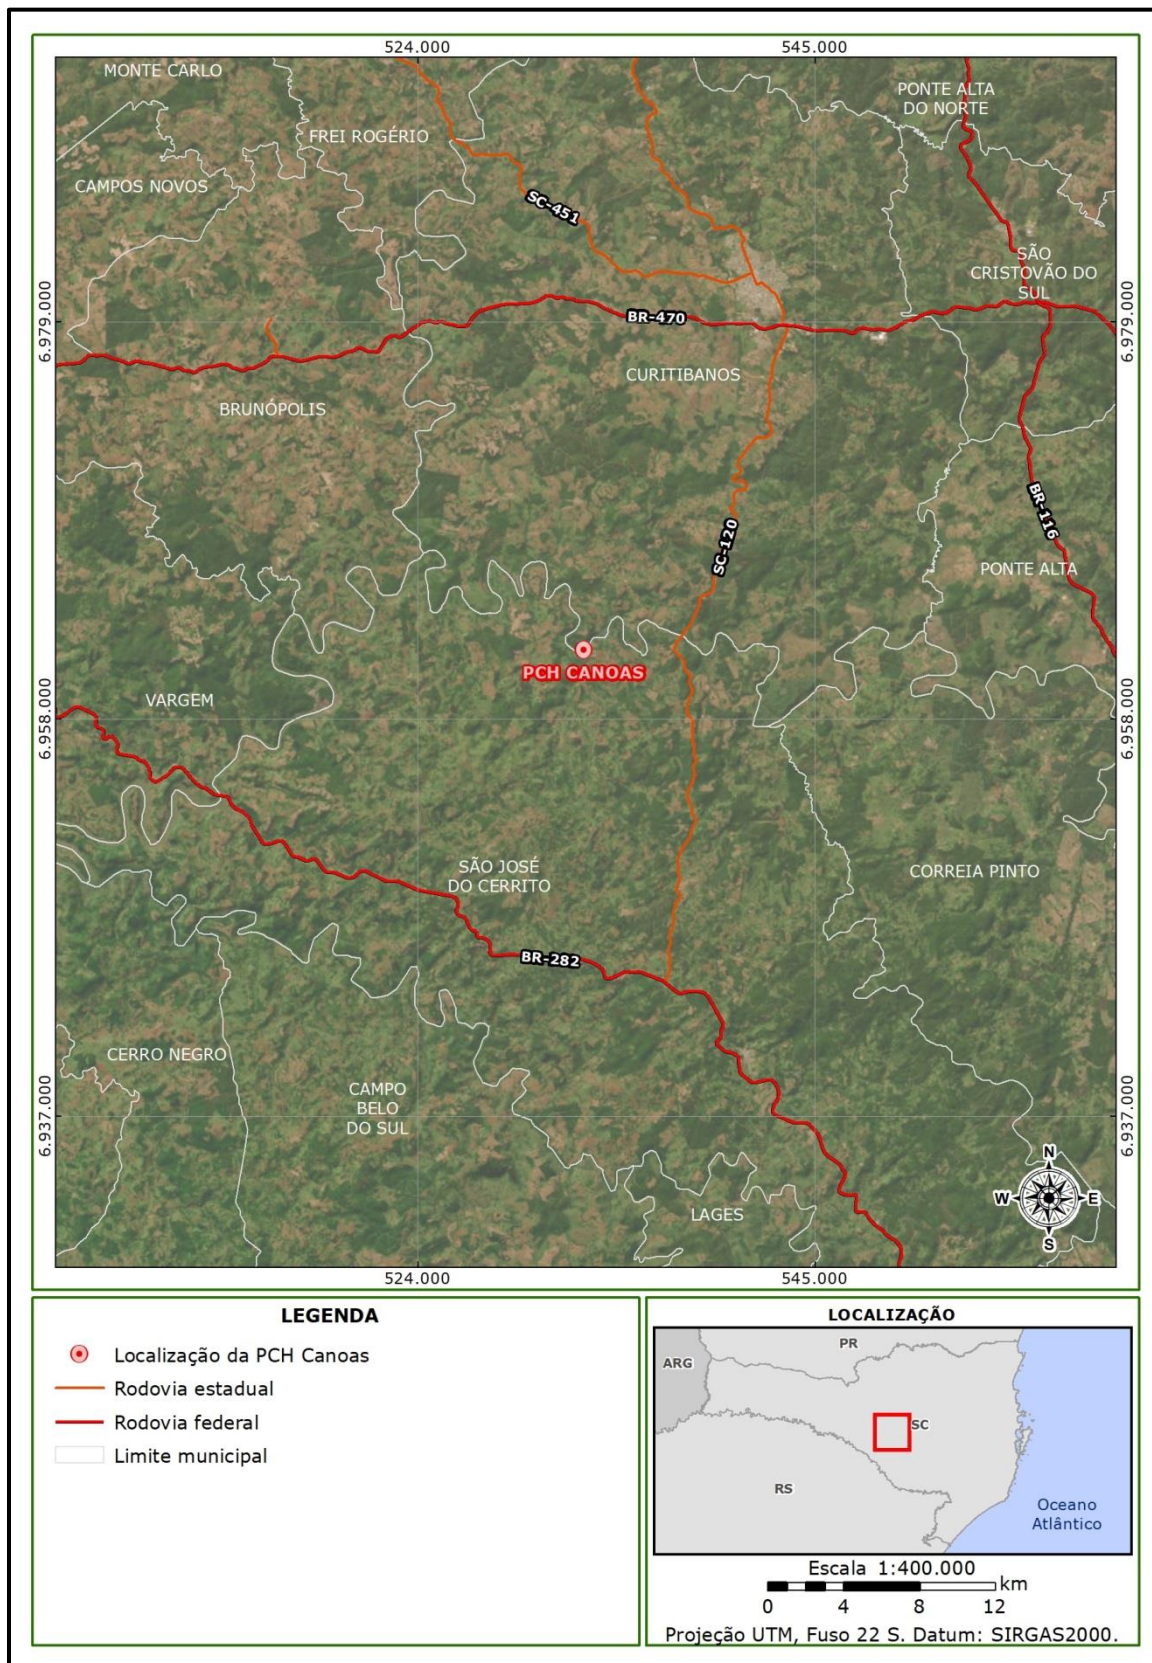 524.000
545.000
MONTE CARLO
PONTE ALTA
DO NORTE
FREI ROGÉRIO
CAMPOS NOVOS
SC-451
SÃO
CRISTOVÃO DO
SUL
6.979.000
6.979.000
BR-470
CURITIBANOS
BRUNÓPOLIS
BR-116
SC-120
PONTE ALTA
PCH CANOAS
VARGEM
6.958.000
6.958.000
SÃO JOSÉ
DO CERRITO
CORREIA PINTO
BR-282
CERRO NEGRO
CAMPO
BELO
DO SUL
6.937.000
6.937.000
N
W
E
S
LAGES
524.000
545.000
LEGENDA
Localização da PCH Canoas
Rodovia estadual
Rodovia federal
Limite municipal
LOCALIZAÇÃO
PR
ARG
SC
RS
Oceano
Atlântico
Escala 1:400.000
km
0 4 8 12
Projeção UTM, Fuso 22 S. Datum: SIRGAS2000.